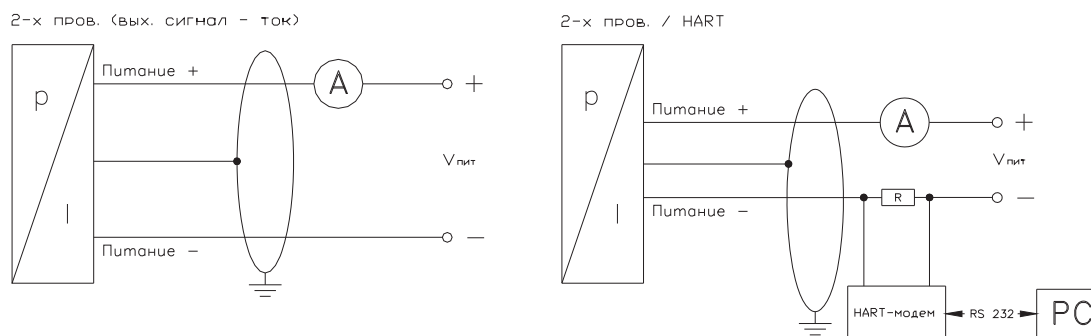 2-х пров. (вых. сигнал - ток)
p
I
Питание +
A
+
Vпит
Питание -
-
2-х пров. / HART
p
I
Питание +
A
+
Vпит
R
-
Питание -
HART-модем
RS 232
PC